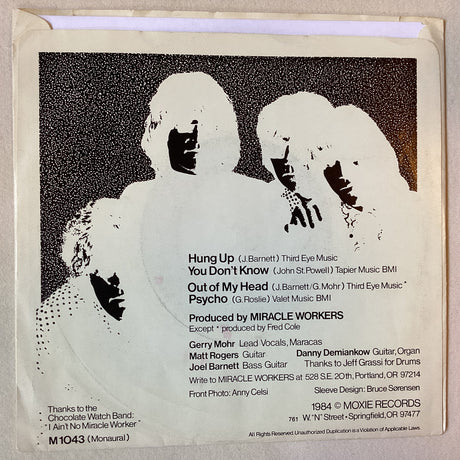 Hung Up (J.Barnett) Third Eye Music
You Don't Know (John St.Powell) Tapier Music BMI
Out of My Head (J.Barnett/G.Mohr) Third Eye Music *
Psycho (G.Roslie) Valet Music BMI
Produced by MIRACLE WORKERS
Except * produced by Fred Cole
Gerry Mohr Lead Vocals, Maracas
Matt Rogers Guitar Danny Demiankow Guitar, Organ
Joel Barnett Bass Guitar Thanks to Jeff Grassi for Drums
Write to MIRACLE WORKERS at 528 S.E. 20th, Portland, OR 97214
Front Photo: Anny Celsi Sleeve Design: Bruce Sørensen
Thanks to the
Chocolate Watch Band:
'I Ain't No Miracle Worker'
M1043 (Monaural)
1984 © MOXIE RECORDS
761 W. "N" Street • Springfield, OR 97477
All Rights Reserved. Unauthorized Duplication is a Violation of Applicable Laws.